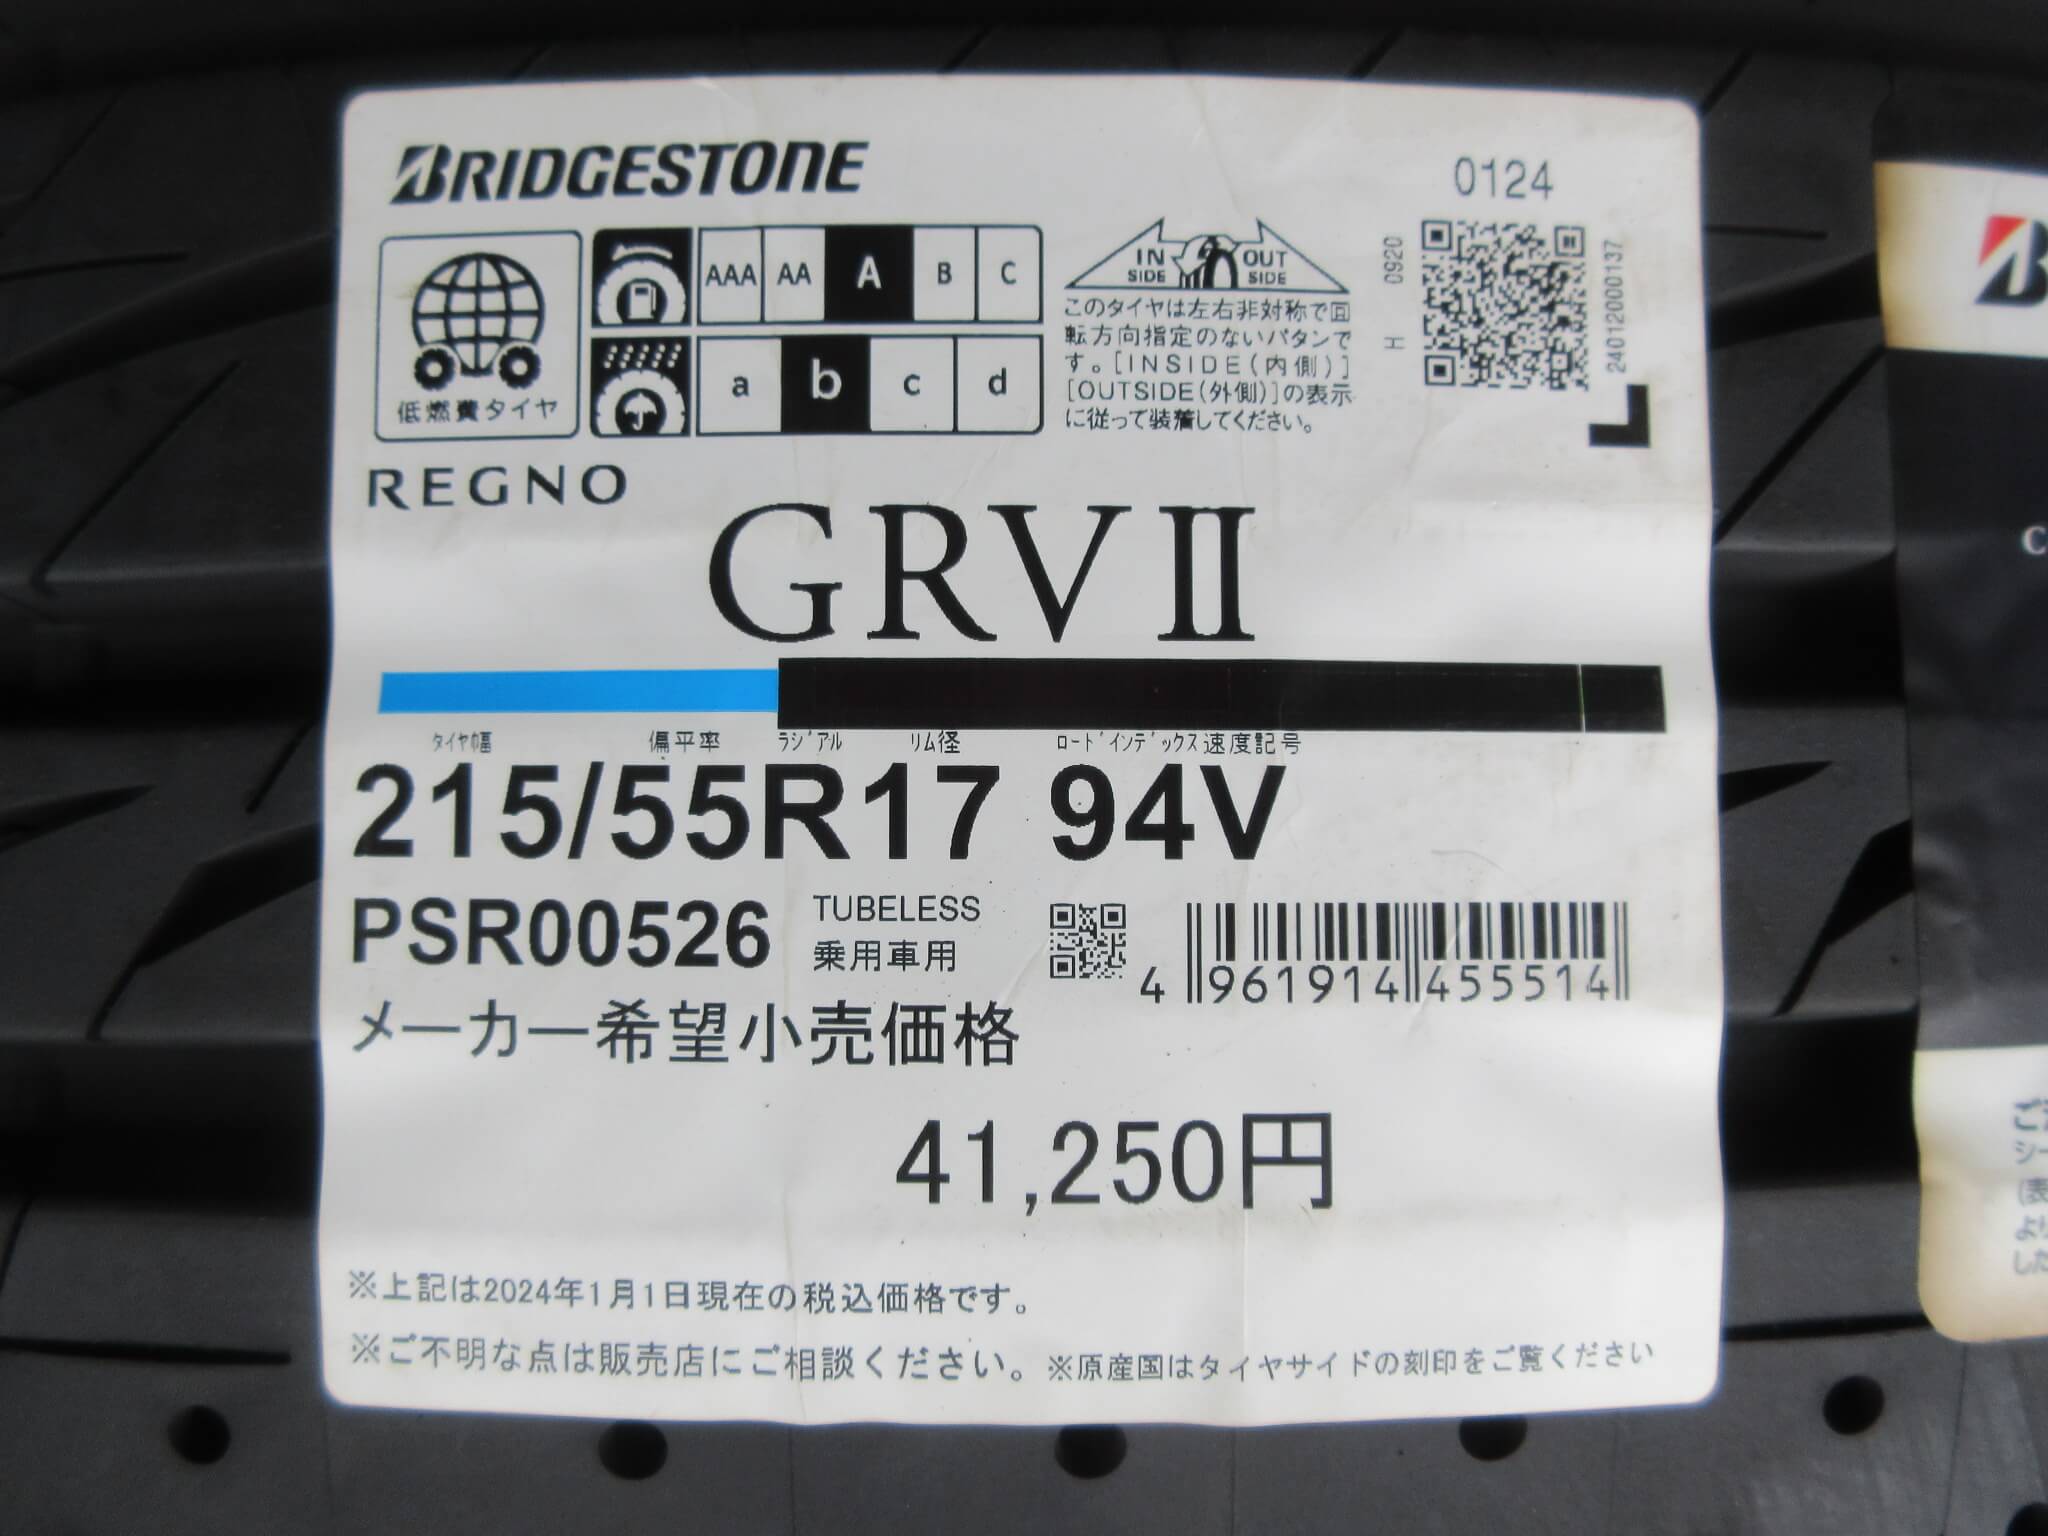 BRIDGESTONE
0124
低燃費タイヤ
AAA AA A B C
a b c d
IN SIDE OUT SIDE
このタイヤは左右非対称で回
転方向指定のないパタンで
す。[INSIDE(内側)]
[OUTSIDE(外側)]の表示
に従って装着してください。
H 0920
240120000137
L
REGNO
GRVⅡ
タイヤ幅 偏平率 ラジアル リム径 ロードインデックス 速度記号
215/55R17 94V
PSR00526
TUBELESS
乗用車用
4 961914 455514
メーカー希望小売価格
41,250円
※上記は2024年1月1日現在の税込価格です。
※ご不明な点は販売店にご相談ください。 ※原産国はタイヤサイドの刻印をご覧ください